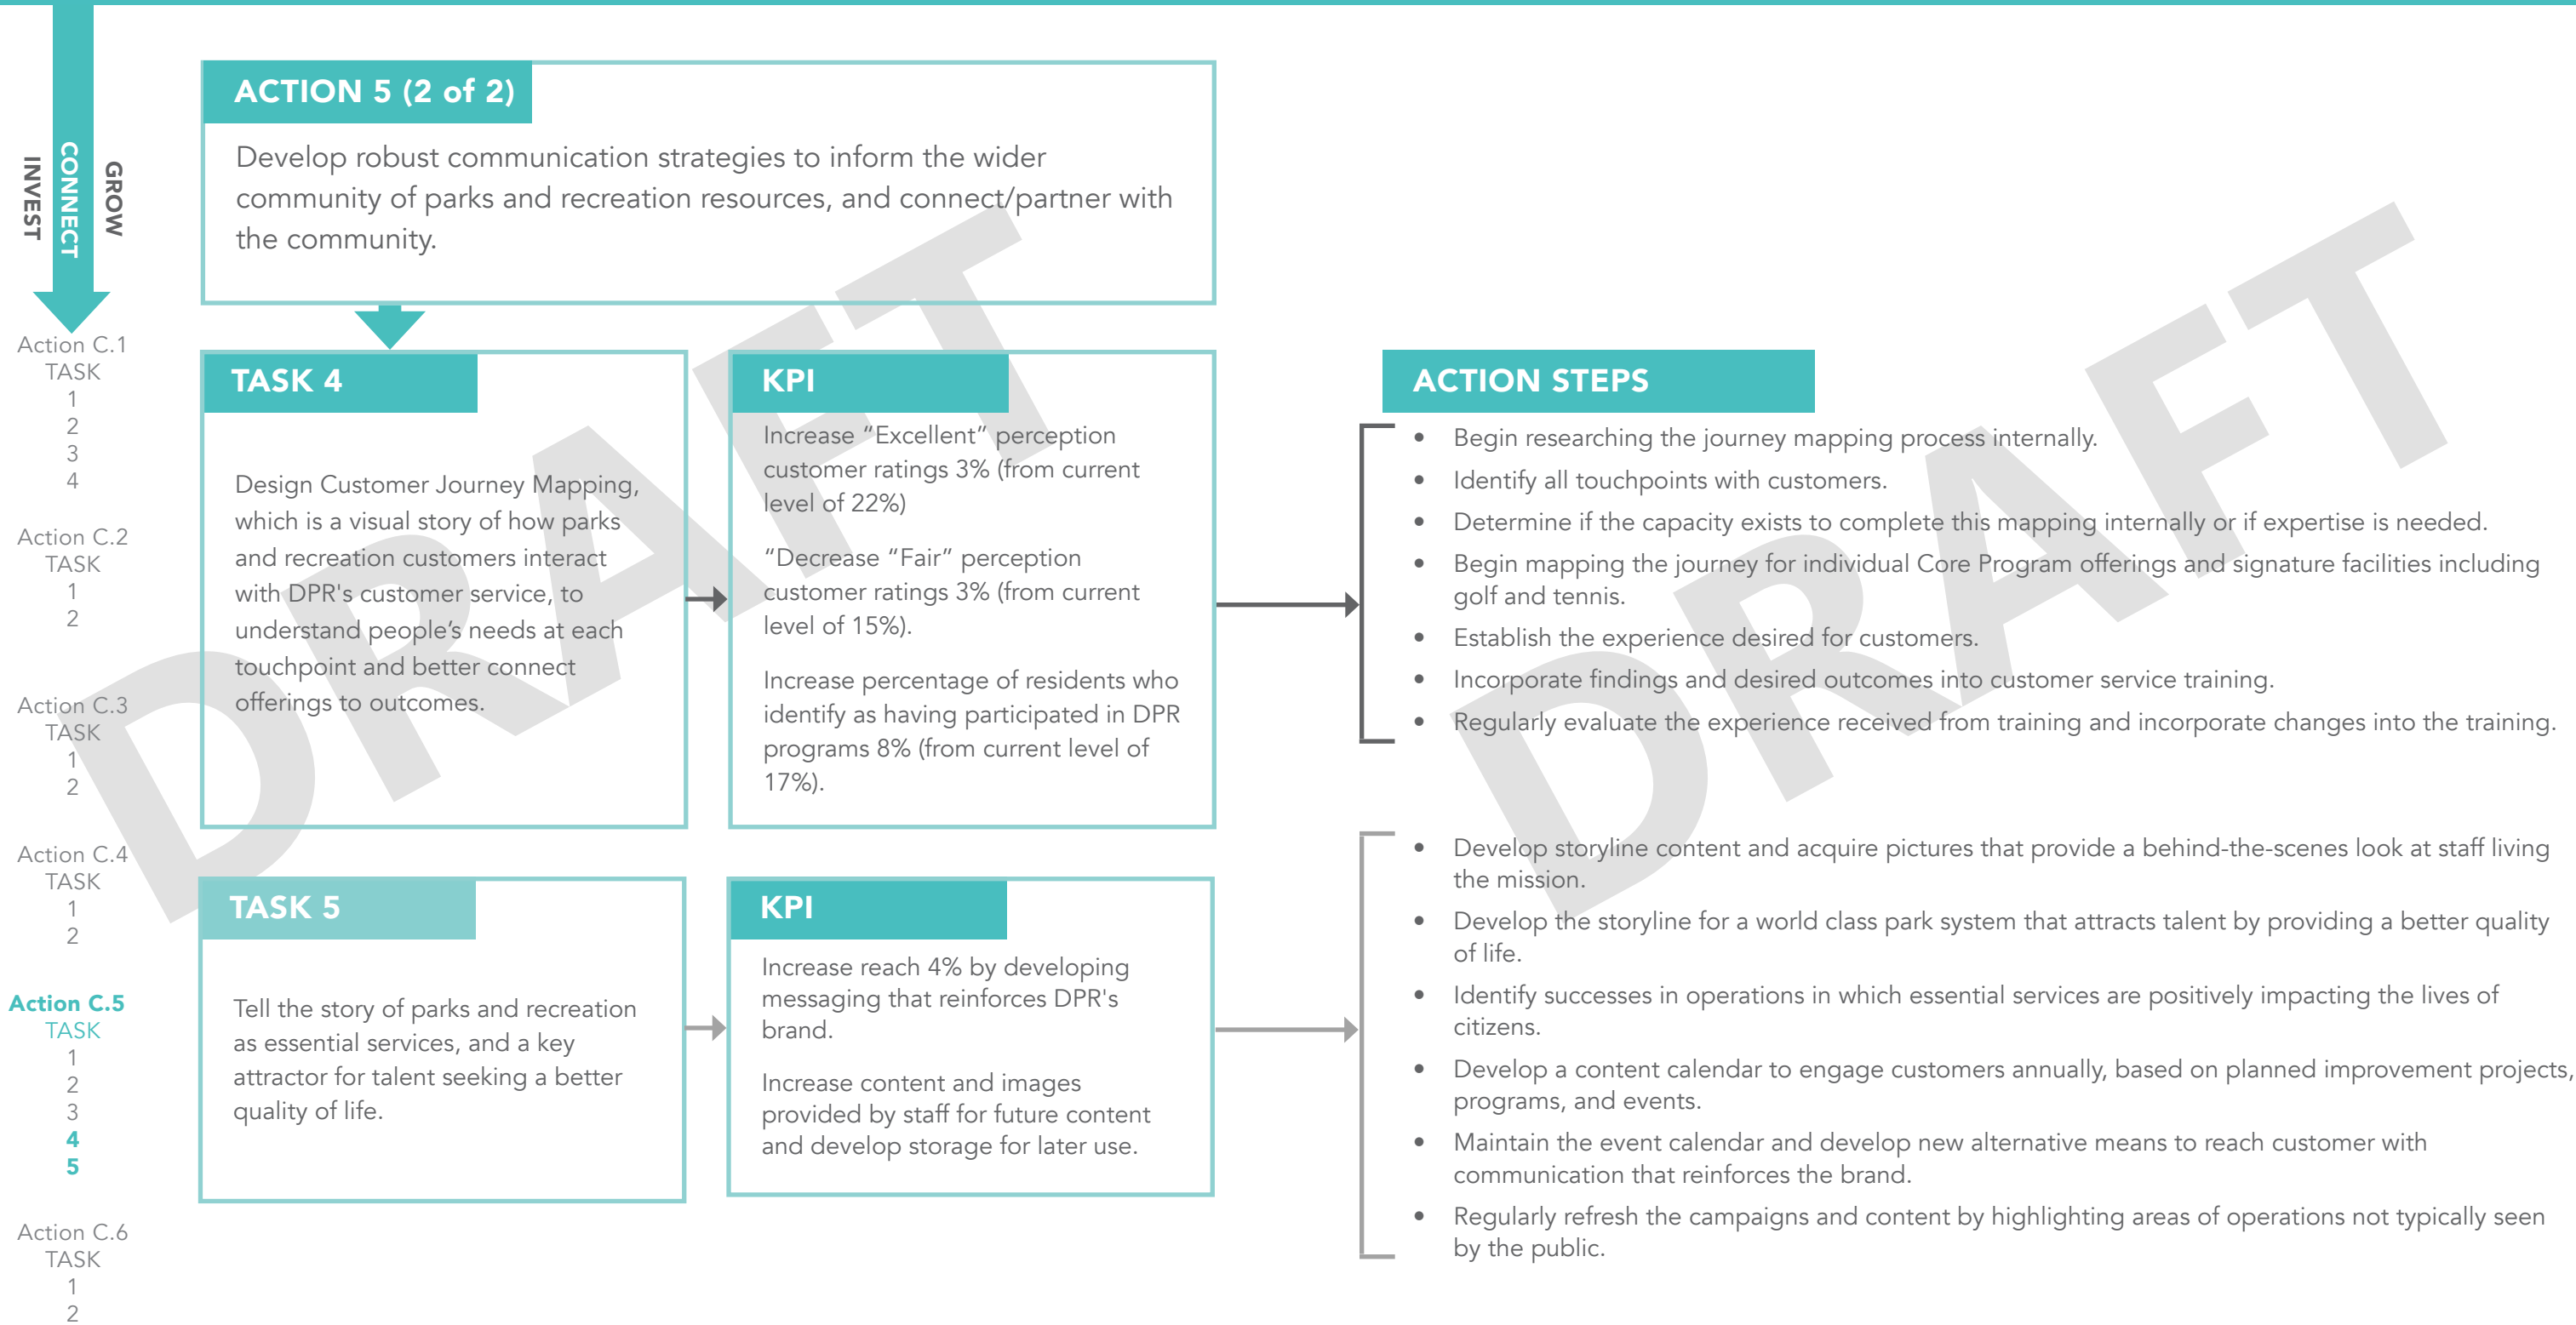 INVEST
CONNECT
GROW
Action C.1
TASK
1
2
3
4
Action C.2
TASK
1
2
Action C.3
TASK
1
2
Action C.4
TASK
1
2
Action C.5
TASK
1
2
3
4
5
Action C.6
TASK
1
2
ACTION 5 (2 of 2)
Develop robust communication strategies to inform the wider
community of parks and recreation resources, and connect/partner with
the community.
TASK 4
Design Customer Journey Mapping,
which is a visual story of how parks
and recreation customers interact
with DPR's customer service, to
understand people’s needs at each
touchpoint and better connect
offerings to outcomes.
KPI
Increase “Excellent” perception
customer ratings 3% (from current
level of 22%)
“Decrease “Fair” perception
customer ratings 3% (from current
level of 15%).
Increase percentage of residents who
identify as having participated in DPR
programs 8% (from current level of
17%).
ACTION STEPS
• Begin researching the journey mapping process internally.
• Identify all touchpoints with customers.
• Determine if the capacity exists to complete this mapping internally or if expertise is needed.
• Begin mapping the journey for individual Core Program offerings and signature facilities including
golf and tennis.
• Establish the experience desired for customers.
• Incorporate findings and desired outcomes into customer service training.
• Regularly evaluate the experience received from training and incorporate changes into the training.
TASK 5
Tell the story of parks and recreation
as essential services, and a key
attractor for talent seeking a better
quality of life.
KPI
Increase reach 4% by developing
messaging that reinforces DPR's
brand.
Increase content and images
provided by staff for future content
and develop storage for later use.
• Develop storyline content and acquire pictures that provide a behind-the-scenes look at staff living
the mission.
• Develop the storyline for a world class park system that attracts talent by providing a better quality
of life.
• Identify successes in operations in which essential services are positively impacting the lives of
citizens.
• Develop a content calendar to engage customers annually, based on planned improvement projects,
programs, and events.
• Maintain the event calendar and develop new alternative means to reach customer with
communication that reinforces the brand.
• Regularly refresh the campaigns and content by highlighting areas of operations not typically seen
by the public.
DRAFT
DRAFT